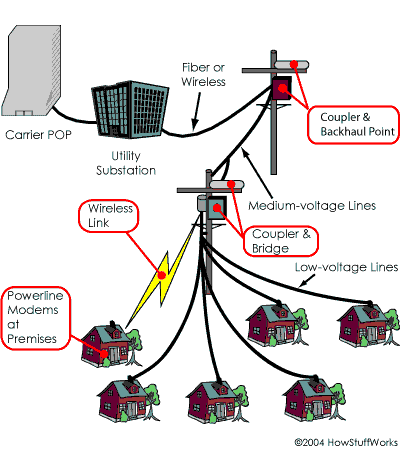 Fiber or
Wireless
Coupler &
Backhaul Point
Carrier POP
Utility
Substation
Medium-voltage Lines
Wireless
Link
Coupler &
Bridge
Low-voltage Lines
Powerline
Modems
at
Premises
©2004 HowStuffWorks